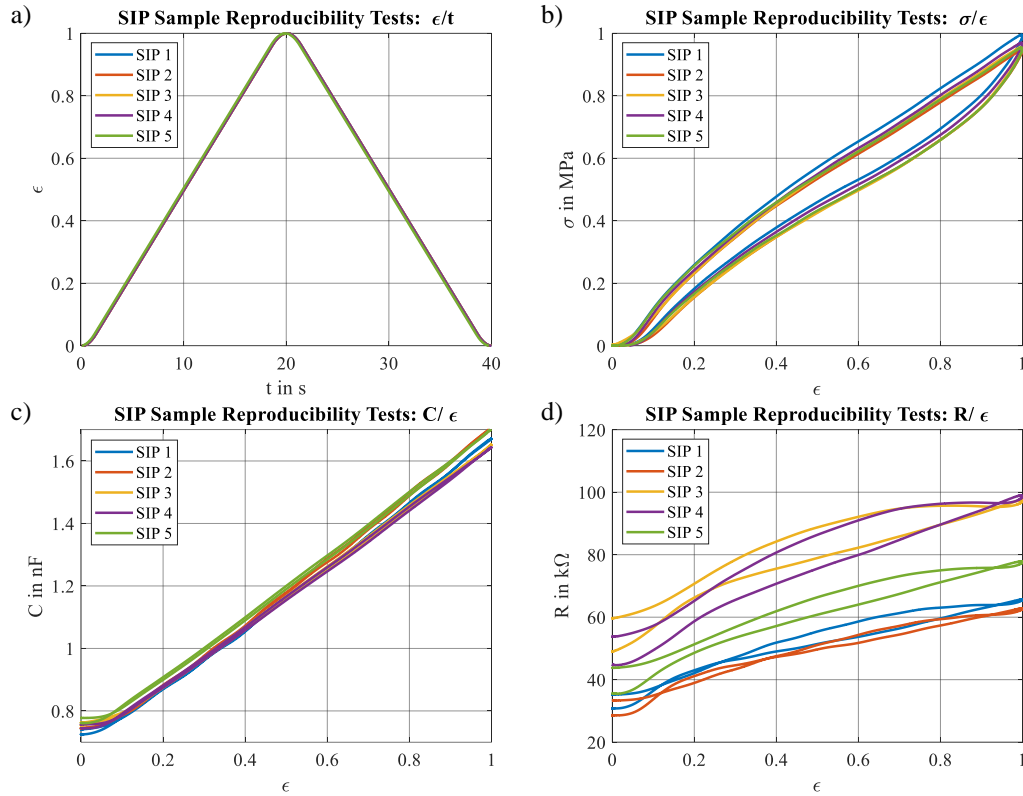 a)
SIP Sample Reproducibility Tests: ϵ/t
1
0.8
0.6
0.4
0.2
0
ϵ
SIP 1
SIP 2
SIP 3
SIP 4
SIP 5
0 10 20 30 40
t in s
b)
SIP Sample Reproducibility Tests: σ/ϵ
1
0.8
0.6
0.4
0.2
0
σ in MPa
SIP 1
SIP 2
SIP 3
SIP 4
SIP 5
0 0.2 0.4 0.6 0.8 1
ϵ
c)
SIP Sample Reproducibility Tests: C/ ϵ
1.6
1.4
1.2
1
0.8
C in nF
SIP 1
SIP 2
SIP 3
SIP 4
SIP 5
0 0.2 0.4 0.6 0.8 1
ϵ
d)
SIP Sample Reproducibility Tests: R/ ϵ
120
100
80
60
40
20
R in kΩ
SIP 1
SIP 2
SIP 3
SIP 4
SIP 5
0 0.2 0.4 0.6 0.8 1
ϵ